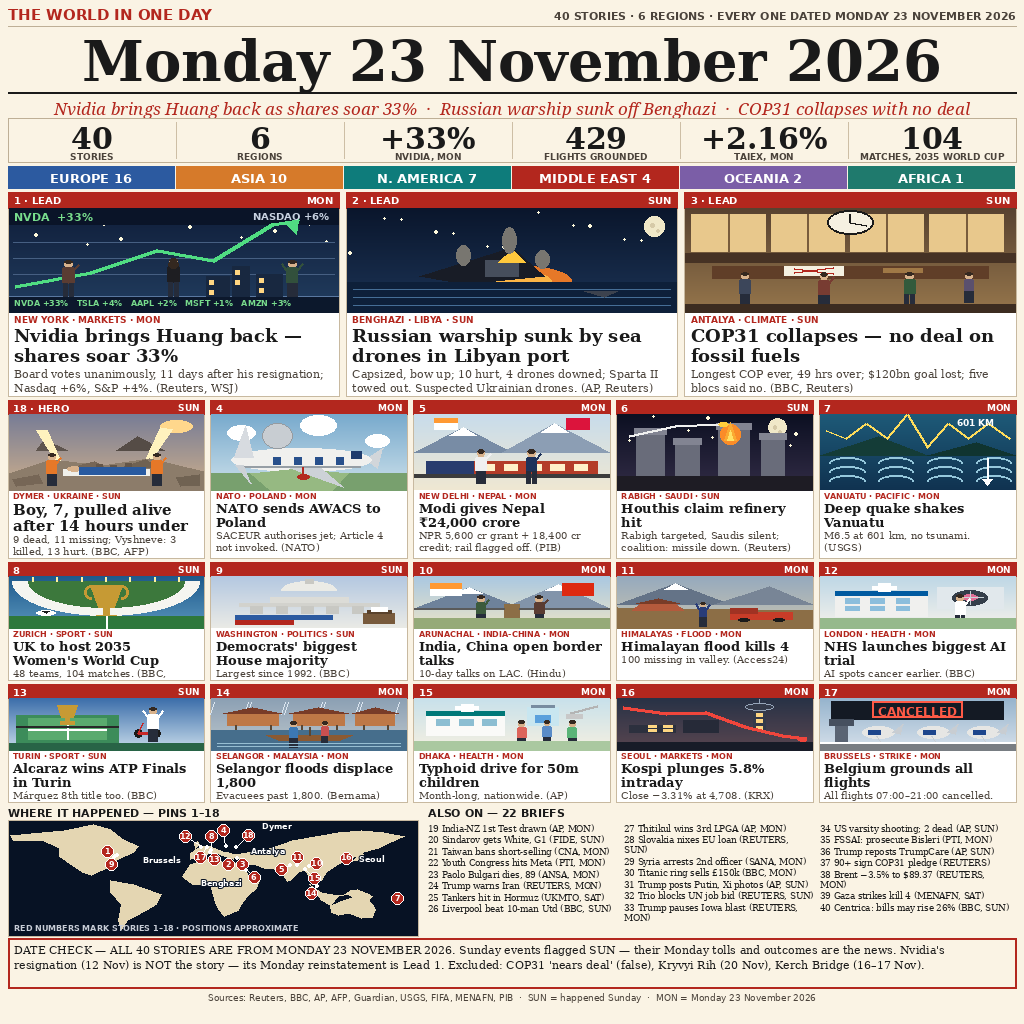 THE WORLD IN ONE DAY
40 STORIES · 6 REGIONS · EVERY ONE DATED MONDAY 23 NOVEMBER 2026
Monday 23 November 2026
Nvidia brings Huang back as shares soar 33% · Russian warship sunk off Benghazi · COP31 collapses with no deal
40
STORIES
6
REGIONS
+33%
NVIDIA, MON
429
FLIGHTS GROUNDED
+2.16%
TAIEX, MON
104
MATCHES, 2035 WORLD CUP
EUROPE 16
ASIA 10
N. AMERICA 7
MIDDLE EAST 4
OCEANIA 2
AFRICA 1
1 · LEAD MON
NVDA +33% NASDAQ +6%
NVDA +33% TSLA +4% AAPL +2% MSFT +1% AMZN +3%
NEW YORK · MARKETS · MON
Nvidia brings Huang back —
shares soar 33%
Board votes unanimously, 11 days after his resignation;
Nasdaq +6%, S&P +4%. (Reuters, WSJ)
2 · LEAD SUN
BENGHAZI · LIBYA · SUN
Russian warship sunk by sea
drones in Libyan port
Capsized, bow up; 10 hurt, 4 drones downed; Sparta II
towed out. Suspected Ukrainian drones. (AP, Reuters)
3 · LEAD SUN
ANTALYA · CLIMATE · SUN
COP31 collapses — no deal on
fossil fuels
Longest COP ever, 49 hrs over; $120bn goal lost; five
blocs said no. (BBC, Reuters)
18 · HERO SUN
DYMER · UKRAINE · SUN
Boy, 7, pulled alive
after 14 hours under
9 dead, 11 missing; Vyshneve: 3
killed, 13 hurt. (BBC, AFP)
4 MON
NATO · POLAND · MON
NATO sends AWACS to
Poland
SACEUR authorises jet; Article 4
not invoked. (NATO)
5 MON
NEW DELHI · NEPAL · MON
Modi gives Nepal
₹24,000 crore
NPR 5,600 cr grant + 18,400 cr
credit; rail flagged off. (PIB)
6 SUN
RABIGH · SAUDI · SUN
Houthis claim refinery
hit
Rabigh targeted, Saudis silent;
coalition: missile down. (Reuters)
7 MON
601 KM
VANUATU · PACIFIC · MON
Deep quake shakes
Vanuatu
M6.5 at 601 km, no tsunami.
(USGS)
8 SUN
ZURICH · SPORT · SUN
UK to host 2035
Women's World Cup
48 teams, 104 matches. (BBC,
9 SUN
WASHINGTON · POLITICS · SUN
Democrats' biggest
House majority
Largest since 1992. (BBC)
10 MON
ARUNACHAL · INDIA-CHINA · MON
India, China open border
talks
10-day talks on LAC. (Hindu)
11 MON
HIMALAYAS · FLOOD · MON
Himalayan flood kills 4
100 missing in valley. (Access24)
12 MON
LONDON · HEALTH · MON
NHS launches biggest AI
trial
AI spots cancer earlier. (BBC)
13 SUN
TURIN · SPORT · SUN
Alcaraz wins ATP Finals
in Turin
Márquez 8th title too. (BBC)
14 MON
SELANGOR · MALAYSIA · MON
Selangor floods displace
1,800
Evacuees past 1,800. (Bernama)
15 MON
DHAKA · HEALTH · MON
Typhoid drive for 50m
children
Month-long, nationwide. (AP)
16 MON
SEOUL · MARKETS · MON
Kospi plunges 5.8%
intraday
Close −3.31% at 4,708. (KRX)
17 MON
CANCELLED
BRUSSELS · STRIKE · MON
Belgium grounds all
flights
All flights 07:00–21:00 cancelled.
WHERE IT HAPPENED — PINS 1–18
12
8
4
18
Dymer
1
9
Brussels
17
13
Antalya
2
3
Benghazi
6
5
11
10
15
14
16
Seoul
7
RED NUMBERS MARK STORIES 1–18 · POSITIONS APPROXIMATE
ALSO ON — 22 BRIEFS
19 India-NZ 1st Test drawn (AP, MON)
20 Sindarov gets White, G1 (FIDE, SUN)
21 Taiwan bans short-selling (CNA, MON)
22 Youth Congress hits Meta (PTI, MON)
23 Paolo Bulgari dies, 89 (ANSA, MON)
24 Trump warns Iran (REUTERS, MON)
25 Tankers hit in Hormuz (UKMTO, SAT)
26 Liverpool beat 10-man Utd (BBC, SUN)
27 Thitikul wins 3rd LPGA (AP, MON)
28 Slovakia nixes EU loan (REUTERS,
SUN)
29 Syria arrests 2nd officer (SANA, MON)
30 Titanic ring sells £150k (BBC, MON)
31 Trump posts Putin, Xi photos (AP, SUN)
32 Trio blocks UN job bid (REUTERS, SUN)
33 Trump pauses Iowa blast (REUTERS,
MON)
34 US varsity shooting; 2 dead (AP, SUN)
35 FSSAI: prosecute Bisleri (PTI, MON)
36 Trump reposts TrumpCare (AP, SUN)
37 90+ sign COP31 pledge (REUTERS)
38 Brent −3.5% to $89.37 (REUTERS,
MON)
39 Gaza strikes kill 4 (MENAFN, SAT)
40 Centrica: bills may rise 26% (BBC, SUN)
DATE CHECK — ALL 40 STORIES ARE FROM MONDAY 23 NOVEMBER 2026. Sunday events flagged SUN — their Monday tolls and outcomes are the news. Nvidia's
resignation (12 Nov) is NOT the story — its Monday reinstatement is Lead 1. Excluded: COP31 'nears deal' (false), Kryvyi Rih (20 Nov), Kerch Bridge (16–17 Nov).
Sources: Reuters, BBC, AP, AFP, Guardian, USGS, FIFA, MENAFN, PIB · SUN = happened Sunday · MON = Monday 23 November 2026